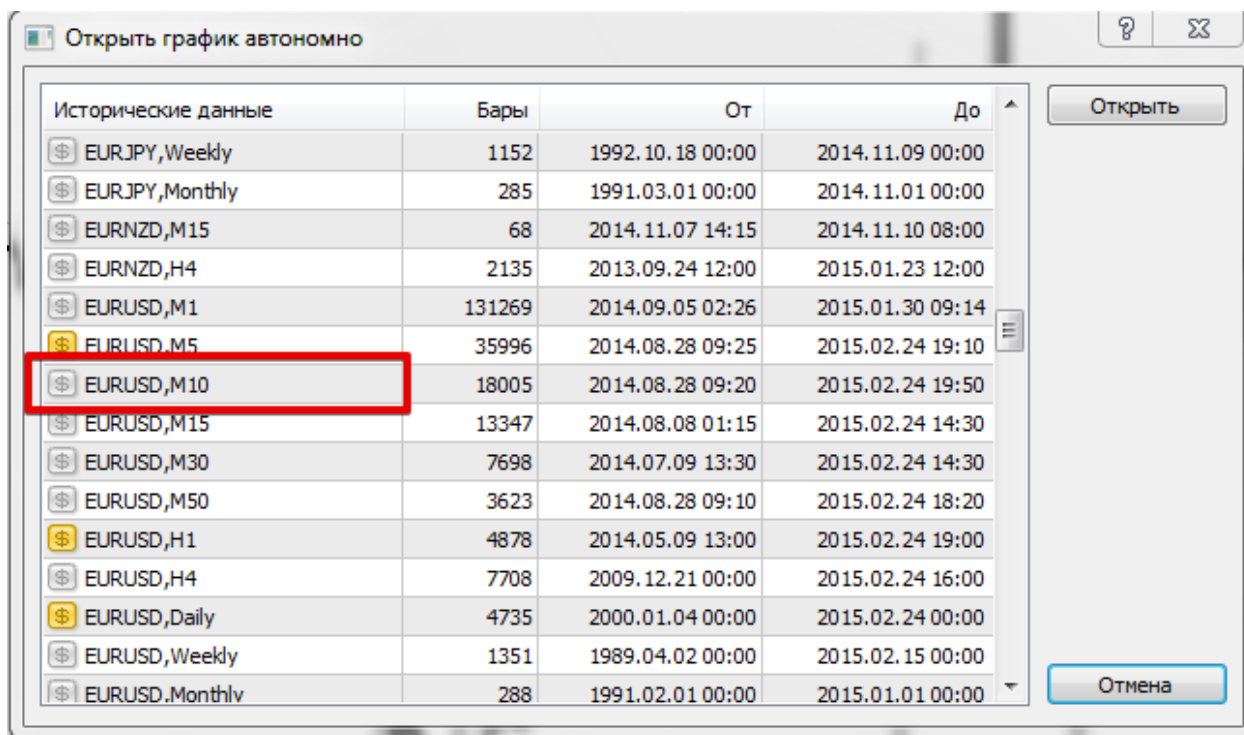 Открыть график автономно
Исторические данные Бары От До
Открыть
EURJPY,Weekly 1152 1992.10.18 00:00 2014.11.09 00:00
EURJPY,Monthly 285 1991.03.01 00:00 2014.11.01 00:00
EURNZD,M15 68 2014.11.07 14:15 2014.11.10 08:00
EURNZD,H4 2135 2013.09.24 12:00 2015.01.23 12:00
EURUSD,M1 131269 2014.09.05 02:26 2015.01.30 09:14
EURUSD,M5 35996 2014.08.28 09:25 2015.02.24 19:10
EURUSD,M10 18005 2014.08.28 09:20 2015.02.24 19:50
EURUSD,M15 13347 2014.08.08 01:15 2015.02.24 14:30
EURUSD,M30 7698 2014.07.09 13:30 2015.02.24 14:30
EURUSD,M50 3623 2014.08.28 09:10 2015.02.24 18:20
EURUSD,H1 4878 2014.05.09 13:00 2015.02.24 19:00
EURUSD,H4 7708 2009.12.21 00:00 2015.02.24 16:00
EURUSD,Daily 4735 2000.01.04 00:00 2015.02.24 00:00
EURUSD,Weekly 1351 1989.04.02 00:00 2015.02.15 00:00
EURUSD,Monthly 288 1991.02.01 00:00 2015.01.01 00:00
Отмена